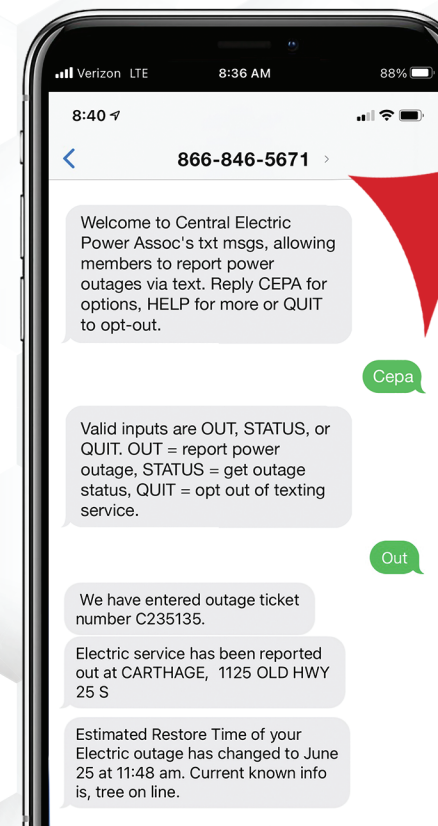 Verizon LTE 8:36 AM 88%
8:40
866-846-5671
Welcome to Central Electric
Power Assoc's txt msgs, allowing
members to report power
outages via text. Reply CEPA for
options, HELP for more or QUIT
to opt-out.
Cepa
Valid inputs are OUT, STATUS, or
QUIT. OUT = report power
outage, STATUS = get outage
status, QUIT = opt out of texting
service.
Out
We have entered outage ticket
number C235135.
Electric service has been reported
out at CARTHAGE, 1125 OLD HWY
25 S
Estimated Restore Time of your
Electric outage has changed to June
25 at 11:48 am. Current known info
is, tree on line.